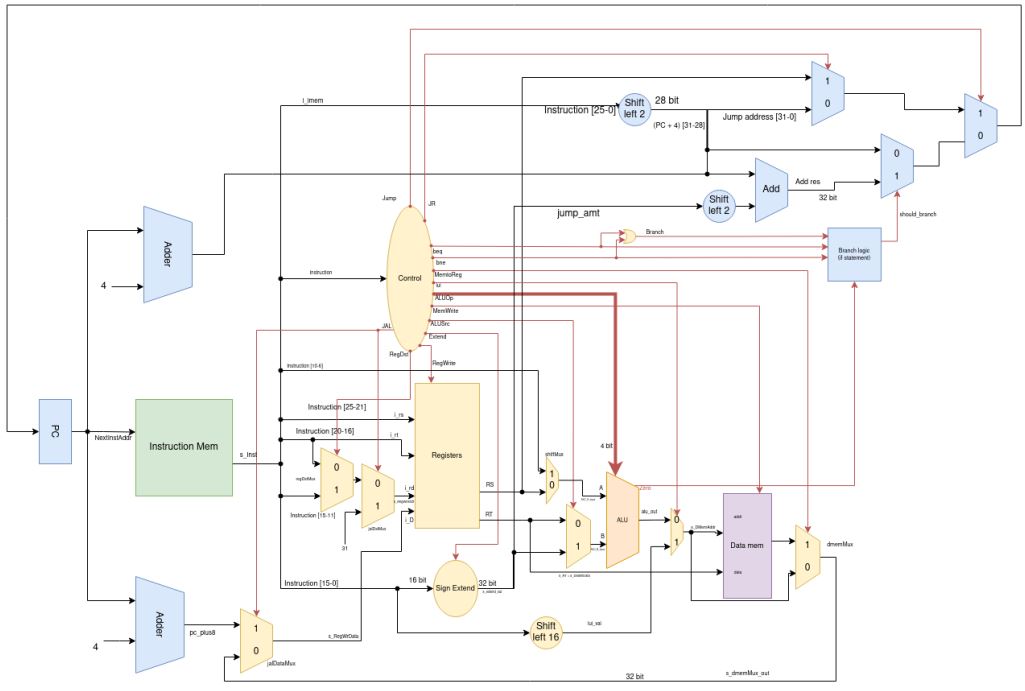 i_imem
Instruction [25-0]
Shift
left 2
28 bit
(PC + 4) [31-28]
1
0
Jump address [31-0]
1
0
0
1
Add
Add res
32 bit
Shift
left 2
jump_amt
should_branch
Jump
JR
Adder
4
Control
instruction
beq
bne
Branch
Branch logic
(if statement)
MemtoReg
lui
ALUOp
MemWrite
ALUSrc
Extend
JAL
RegDst
RegWrite
Instruction [10-6]
Instruction [25-21]
i_rs
Instruction [20-16]
i_rt
PC
NextInstAddr
Instruction Mem
s_Inst
Registers
0
1
regDstMux
0
1
jalDstMux
i_rd
i_D
Instruction [15-11]
31
RS
RT
shiftMux
1
0
A
4 bit
Zero
ALU
0
1
B
alu_out
0
1
s_DMemAddr
addr
Data mem
data
1
0
dmemMux
Instruction [15-0]
16 bit
Sign Extend
32 bit
Shift
left 16
lui_val
Adder
4
pc_plus8
1
0
jalDataMux
s_RegWrData
32 bit
s_dmemMux_out